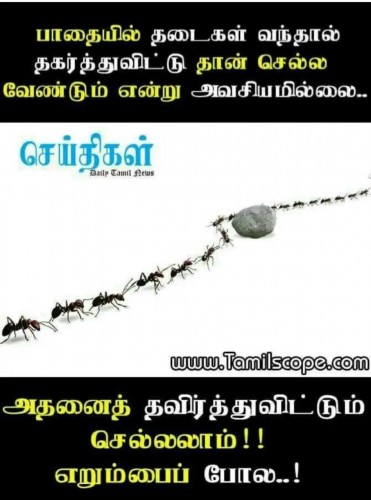 பாதையில் தடைகள் வந்தால்
தகர்த்துவிட்டு தான் செல்ல
வேண்டும் என்று அவசியமில்லை..
செய்திகள்
Daily Tamil News
www.Tamilscope.com
அதனைத் தவிர்த்துவிட்டும்
செல்லலாம்!!
எறும்பைப் போல..!